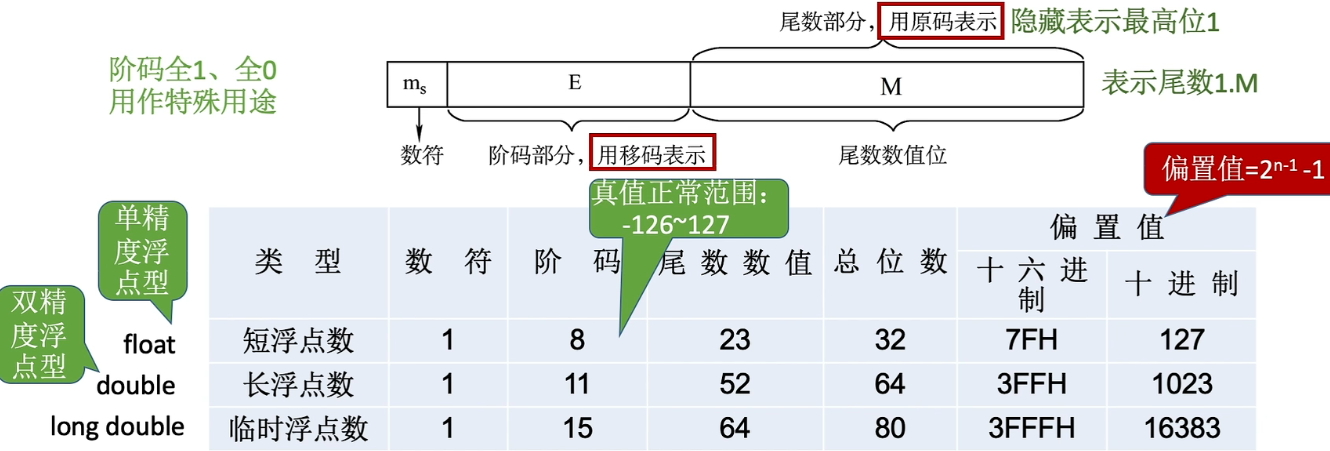 尾数部分，用原码表示 隐藏表示最高位1
阶码全1、全0
用作特殊用途
mₛ E M
表示尾数1.M
数符 阶码部分，用移码表示 尾数数值位
偏置值=2ⁿ⁻¹ -1
真值正常范围：
-126~127
单精
度浮
点型
双精
度浮
点型
类 型 数 符 阶 码 尾 数 数 值 总 位 数 偏 置 值
十 六 进
制
十 进 制
float 短浮点数 1 8 23 32 7FH 127
double 长浮点数 1 11 52 64 3FFH 1023
long double 临时浮点数 1 15 64 80 3FFFH 16383